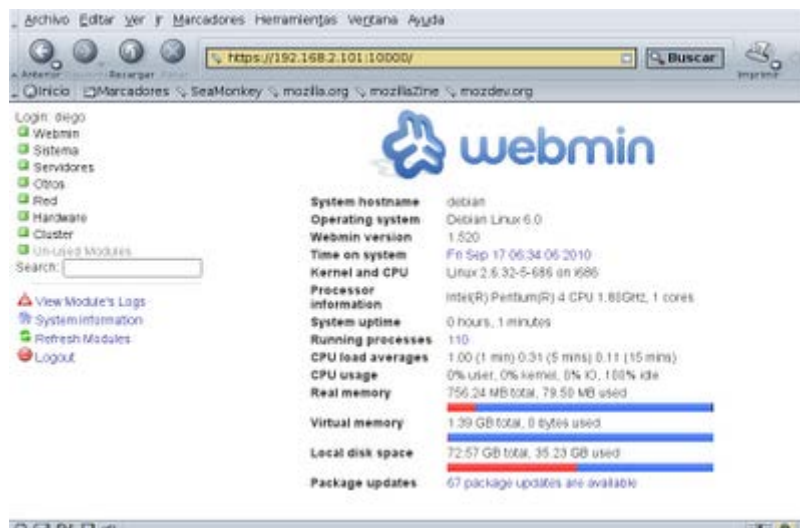 Archivo Editar Ver Ir Marcadores Herramientas Ventana Ayuda
Anterior Recargar
https://192.168.2.101:10000/
Buscar
Imprimir
Inicio Marcadores SeaMonkey mozilla.org mozillaZine mozdev.org
Login: diego
Webmin
Sistema
Servidores
Otros
Red
Hardware
Cluster
Un-used Modules
Search:
View Module's Logs
System Information
Refresh Modules
Logout
webmin
System hostname debian
Operating system Debian Linux 6.0
Webmin version 1.520
Time on system Fri Sep 17 06:34:06 2010
Kernel and CPU Linux 2.6.32-5-686 on i686
Processor information Intel(R) Pentium(R) 4 CPU 1.80GHz, 1 cores
System uptime 0 hours, 1 minutes
Running processes 110
CPU load averages 1.00 (1 min) 0.31 (5 mins) 0.11 (15 mins)
CPU usage 0% user, 0% kernel, 0% IO, 100% idle
Real memory 756.24 MB total, 79.50 MB used
Virtual memory 1.39 GB total, 0 bytes used
Local disk space 72.57 GB total, 35.23 GB used
Package updates 67 package updates are available